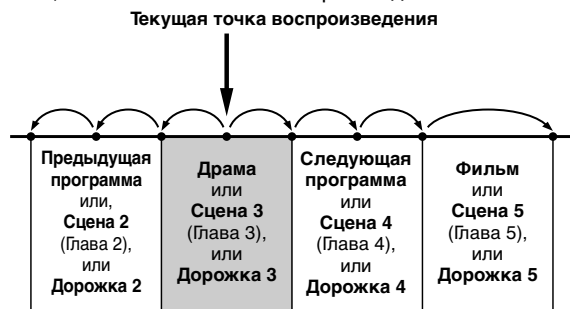 Текущая точка воспроизведения
Предыдущая
программа
или,
Сцена 2
(Глава 2),
или
Дорожка 2
Драма
или
Сцена 3
(Глава 3),
или
Дорожка 3
Следующая
программа
или
Сцена 4
(Глава 4),
или
Дорожка 4
Фильм
или
Сцена 5
(Глава 5),
или
Дорожка 5